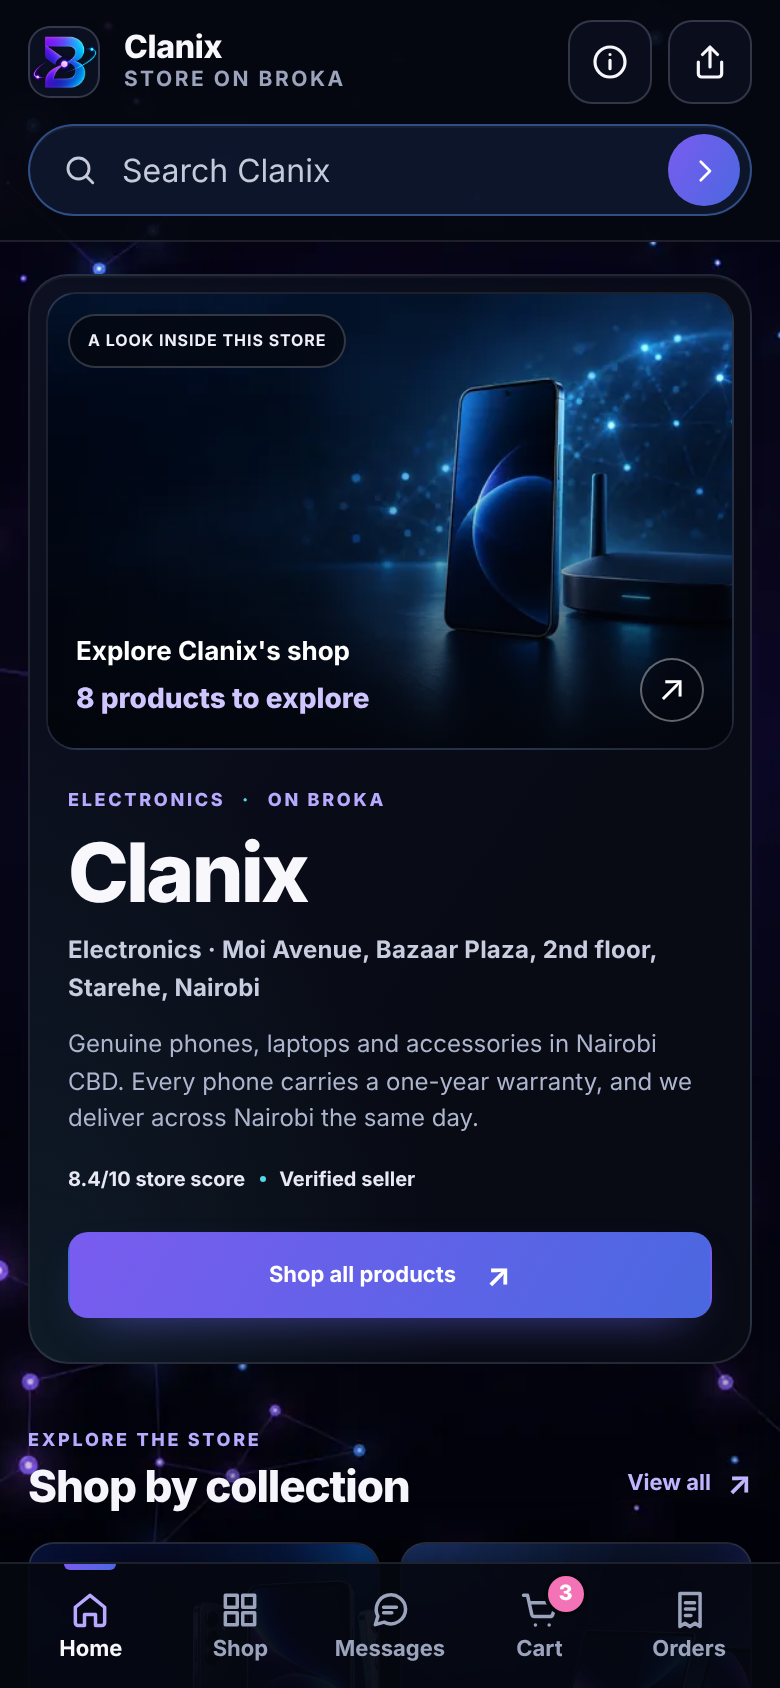 Clanix
STORE ON BROKA
Search Clanix
A LOOK INSIDE THIS STORE
Explore Clanix's shop
8 products to explore
ELECTRONICS · ON BROKA
Clanix
Electronics · Moi Avenue, Bazaar Plaza, 2nd floor,
Starehe, Nairobi
Genuine phones, laptops and accessories in Nairobi
CBD. Every phone carries a one-year warranty, and we
deliver across Nairobi the same day.
8.4/10 store score • Verified seller
Shop all products
EXPLORE THE STORE
Shop by collection
View all
3
Home Shop Messages Cart Orders